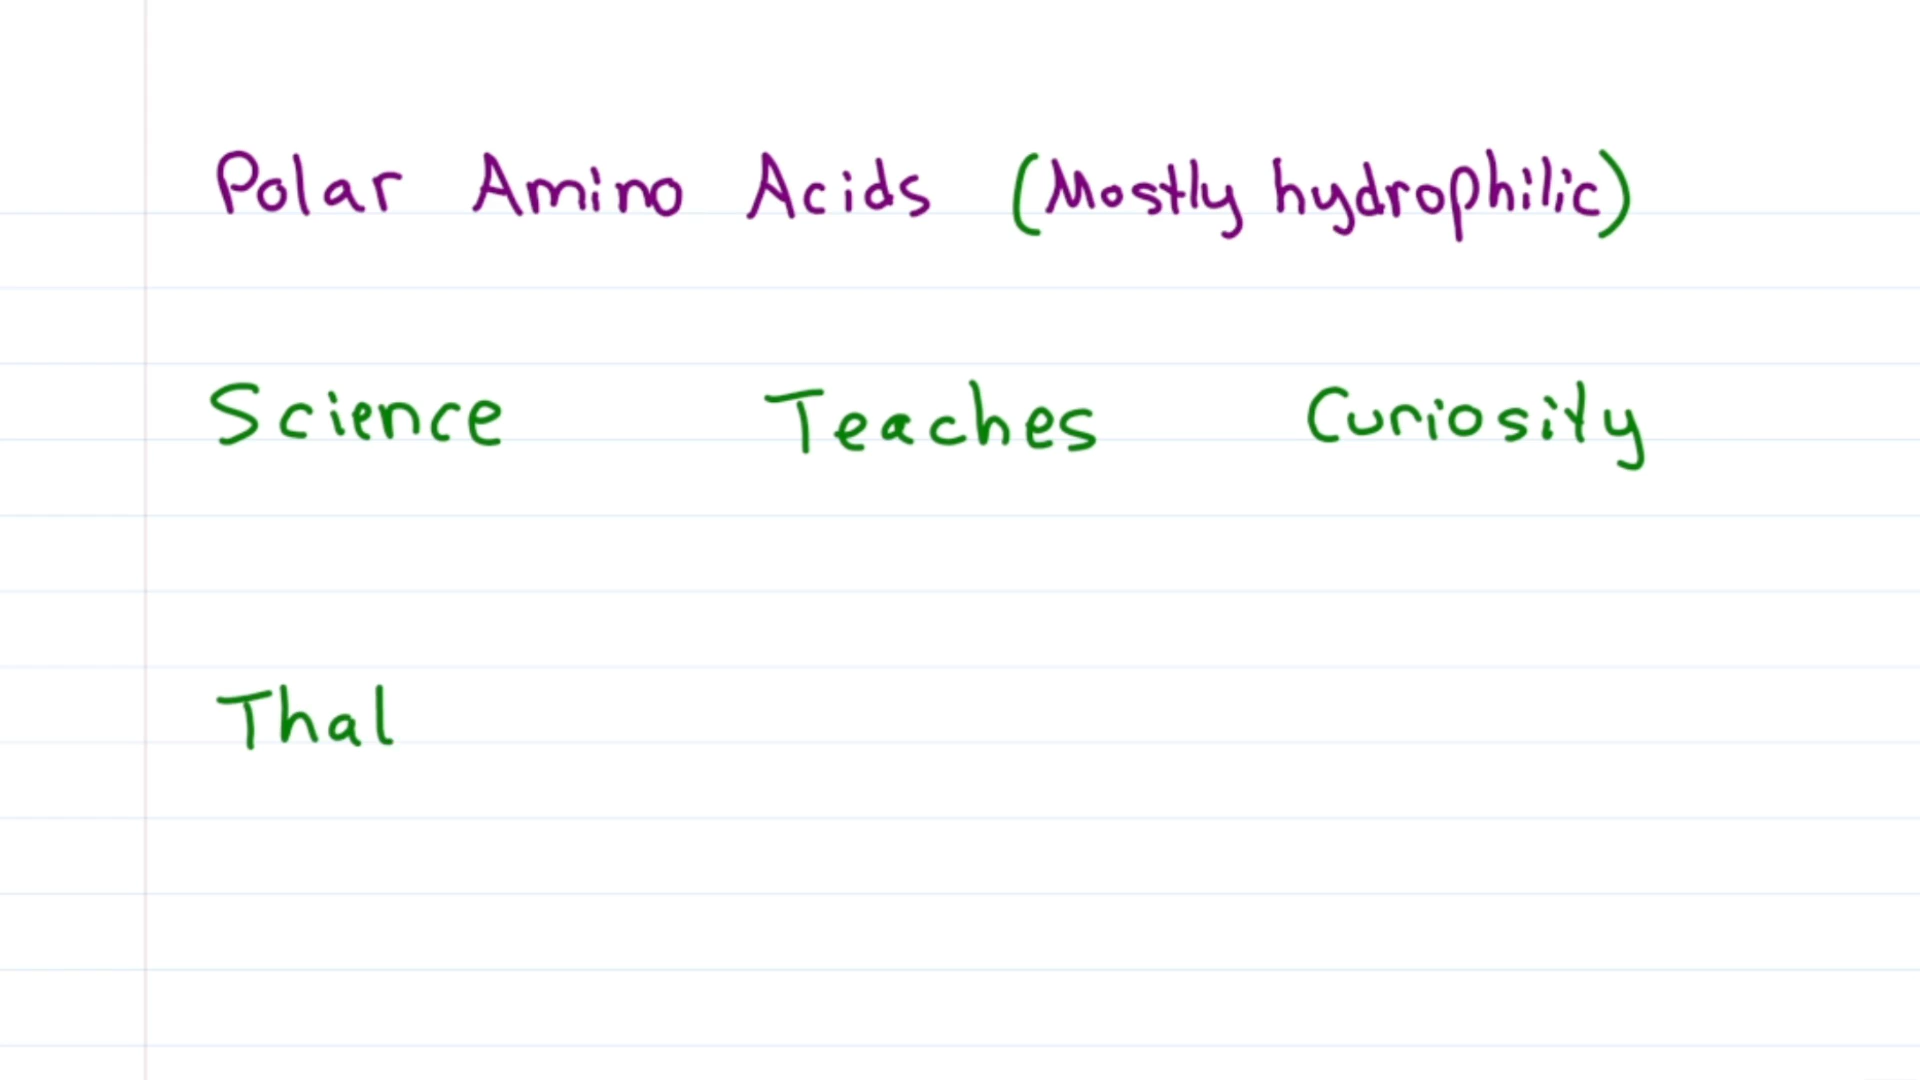 Polar Amino Acids (Mostly hydrophilic)
Science Teaches Curiosity
Thal